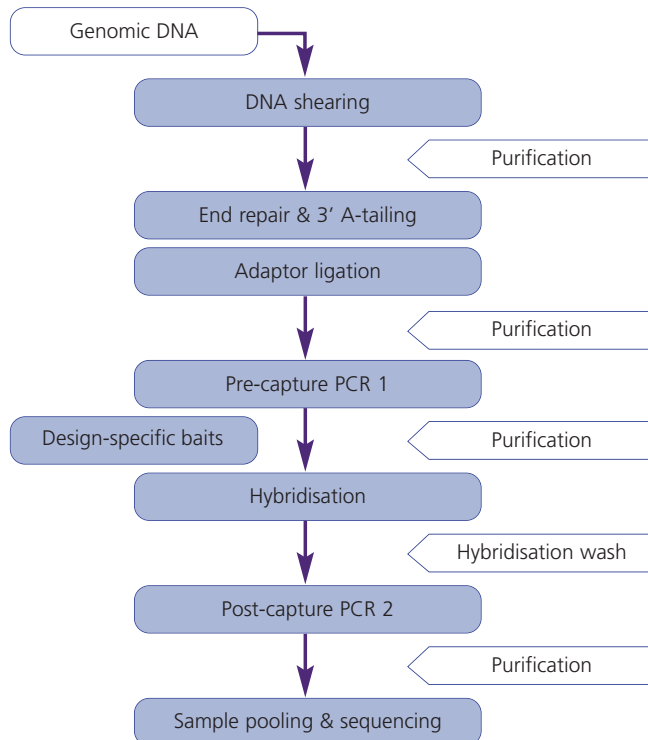 Genomic DNA
DNA shearing
Purification
End repair & 3’ A-tailing
Adaptor ligation
Purification
Pre-capture PCR 1
Design-specific baits
Purification
Hybridisation
Hybridisation wash
Post-capture PCR 2
Purification
Sample pooling & sequencing